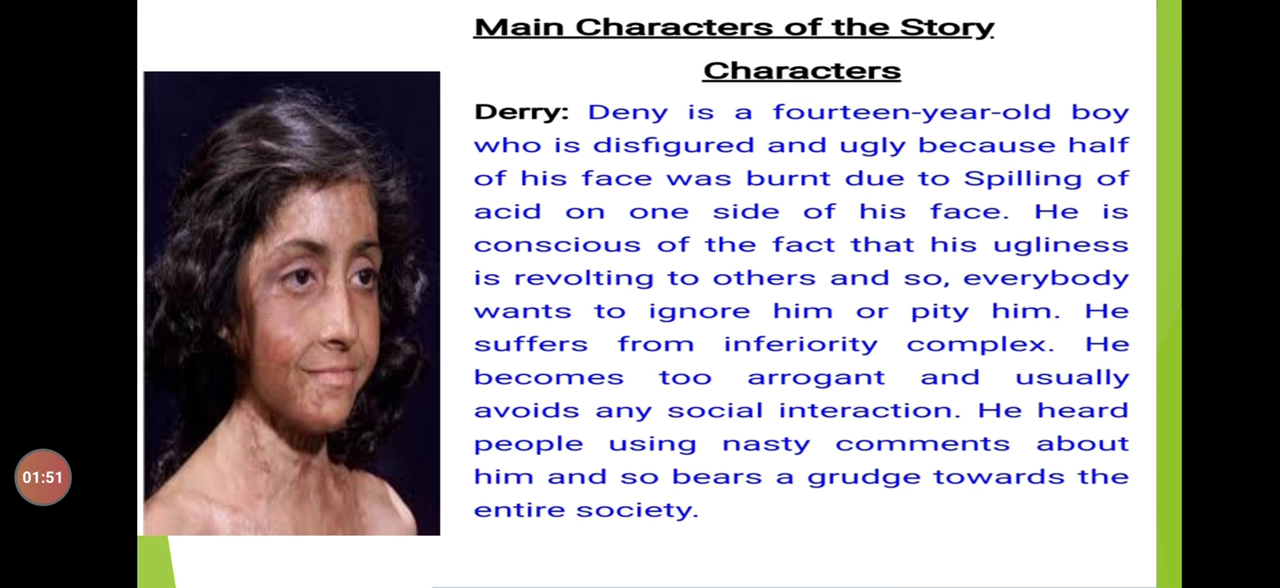 Main Characters of the Story
Characters
Derry: Deny is a fourteen-year-old boy
who is disfigured and ugly because half
of his face was burnt due to Spilling of
acid on one side of his face. He is
conscious of the fact that his ugliness
is revolting to others and so, everybody
wants to ignore him or pity him. He
suffers from inferiority complex. He
becomes too arrogant and usually
avoids any social interaction. He heard
people using nasty comments about
him and so bears a grudge towards the
entire society.
01:51